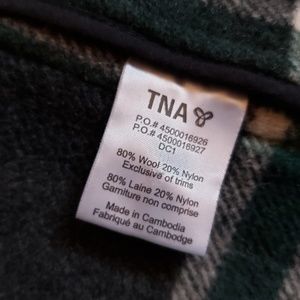 TNA
P.O.# 4500016926
P.O.# 4500016927
DC1
80% Wool 20% Nylon
Exclusive of trims
80% Laine 20% Nylon
Garniture non comprise
Made in Cambodia
Fabriqué au Cambodge